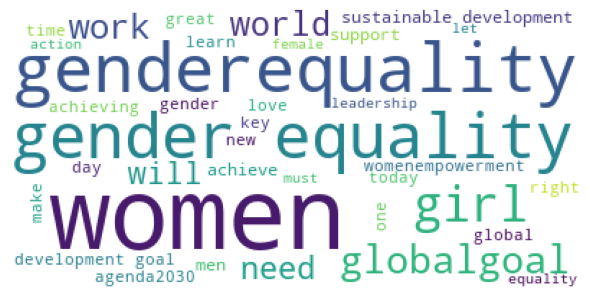 time work great world sustainable development let
action learn female support
genderequality
achieving gender love leadership
key
gender equality
new
day will achieve womenempowerment
must today right
make women one girl
global
development goal men need globalgoal
agenda2030 equality